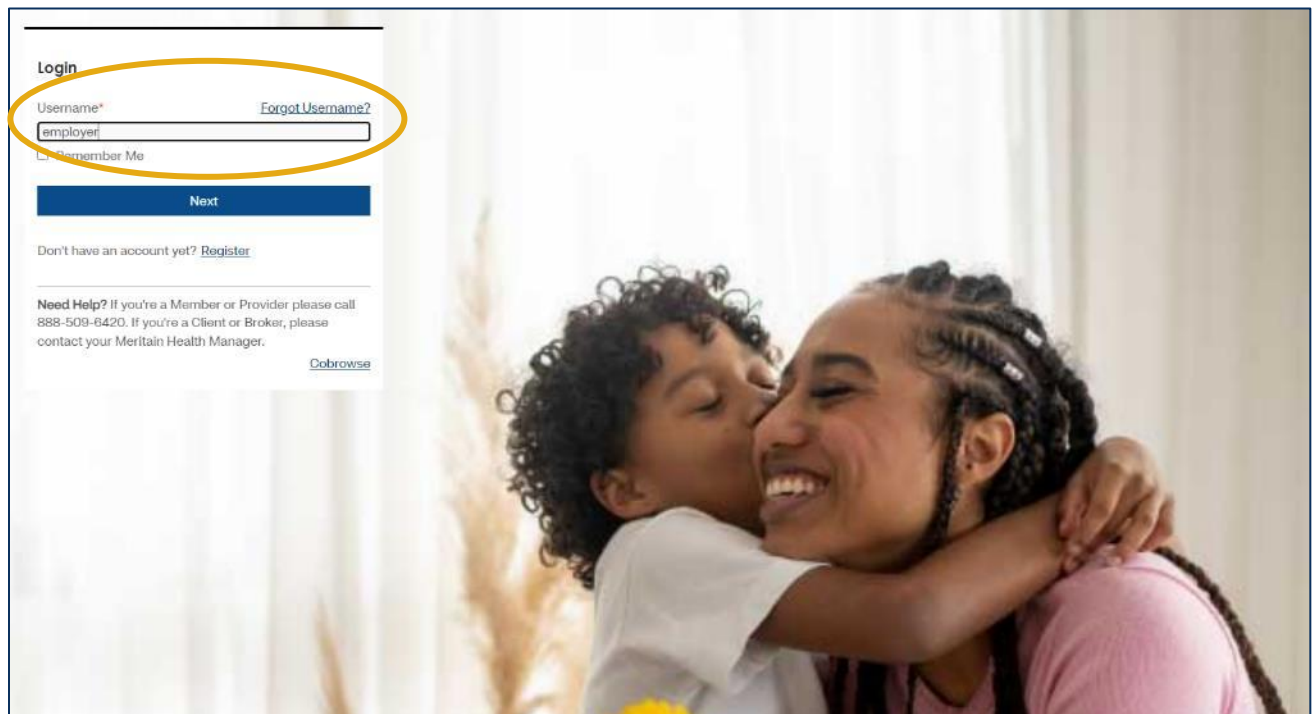 Login
Username* Forgot Username?
employer
Remember Me
Next
Don't have an account yet? Register
Need Help? If you're a Member or Provider please call
888-509-6420. If you're a Client or Broker, please
contact your Meritain Health Manager.
Cobrowse